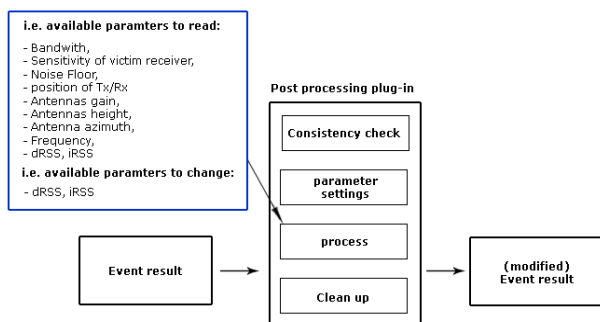 i.e. available paramters to read:
- Bandwith,
- Sensitivity of victim receiver,
- Noise Floor,
- position of Tx/Rx
- Antennas gain,
- Antennas height,
- Antenna azimuth,
- Frequency,
- dRSS, iRSS
i.e. available paramters to change:
- dRSS, iRSS
Post processing plug-in
Consistency check
parameter
settings
process
Clean up
Event result
(modified)
Event result